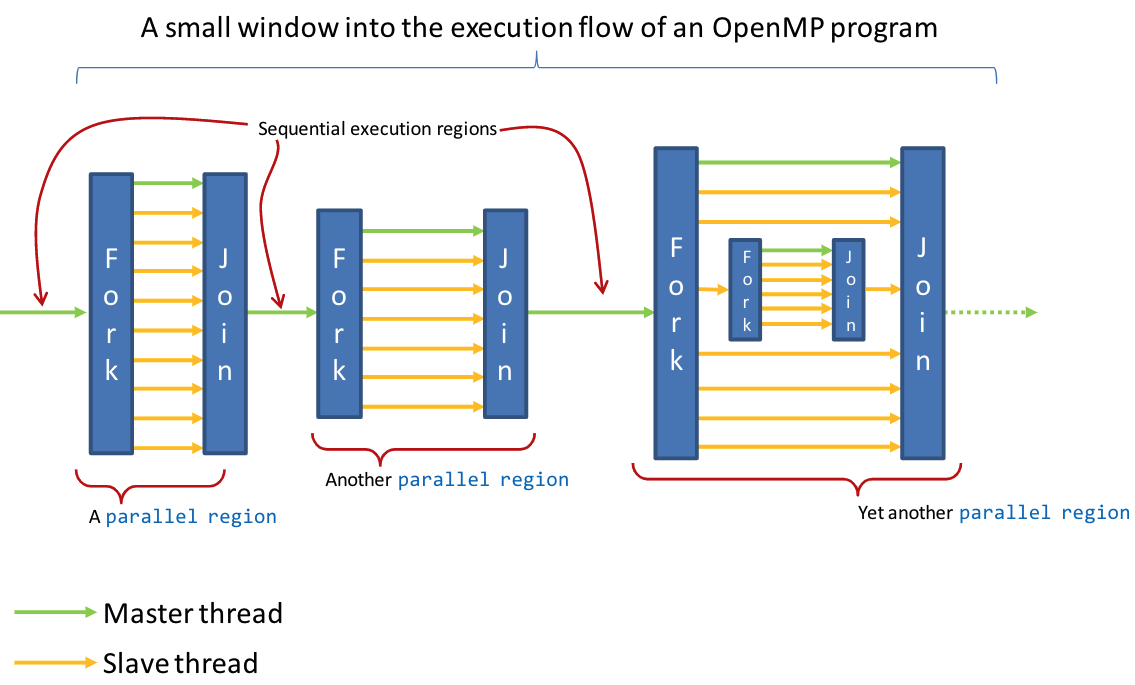 A small window into the execution flow of an OpenMP program
Sequential execution regions
Fork
Join
Fork
Join
Fork
Fork
Join
Join
A parallel region
Another parallel region
Yet another parallel region
Master thread
Slave thread